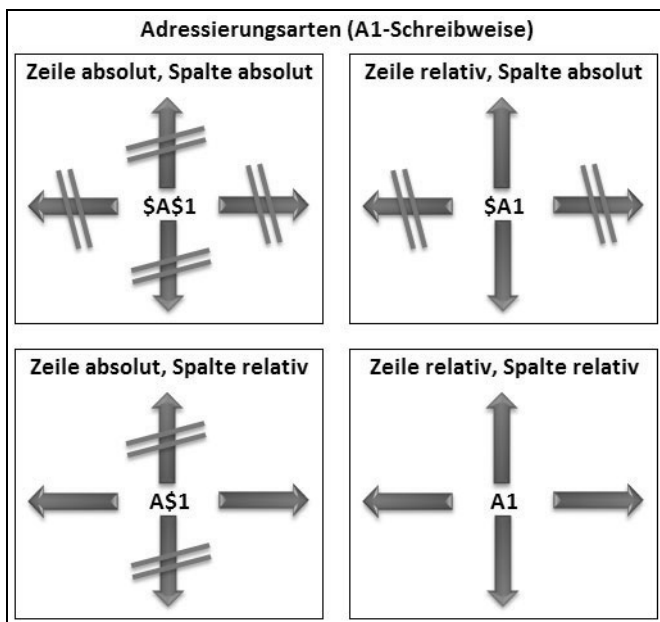 Adressierungsarten (A1-Schreibweise)
Zeile absolut, Spalte absolut
$A$1
Zeile relativ, Spalte absolut
$A1
Zeile absolut, Spalte relativ
A$1
Zeile relativ, Spalte relativ
A1